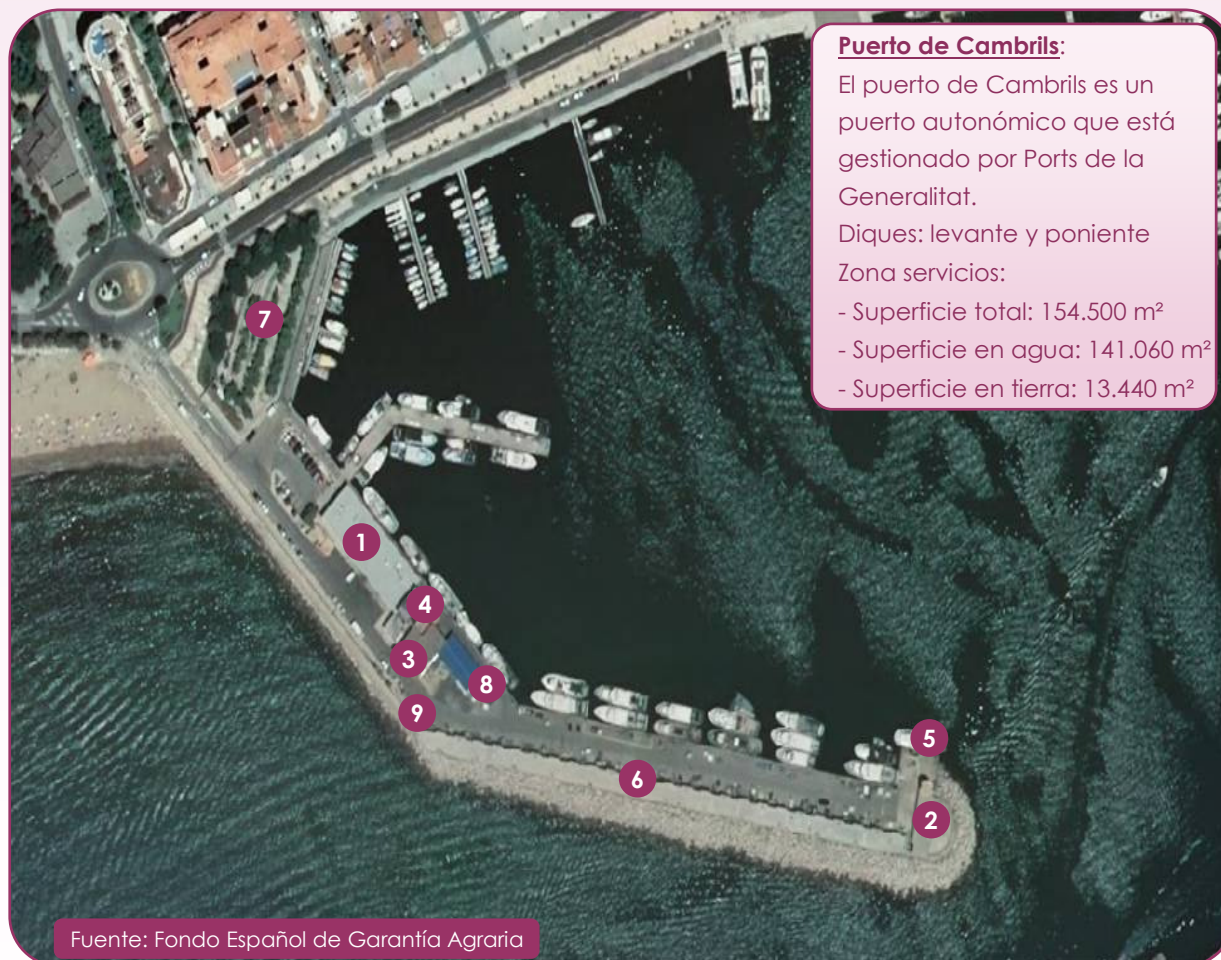 Puerto de Cambrils:
El puerto de Cambrils es un
puerto autonómico que está
gestionado por Ports de la
Generalitat.
Diques: levante y poniente
Zona servicios:
- Superficie total: 154.500 m²
- Superficie en agua: 141.060 m²
- Superficie en tierra: 13.440 m²
7
1
4
3
8
9
5
6
2
Fuente: Fondo Español de Garantía Agraria